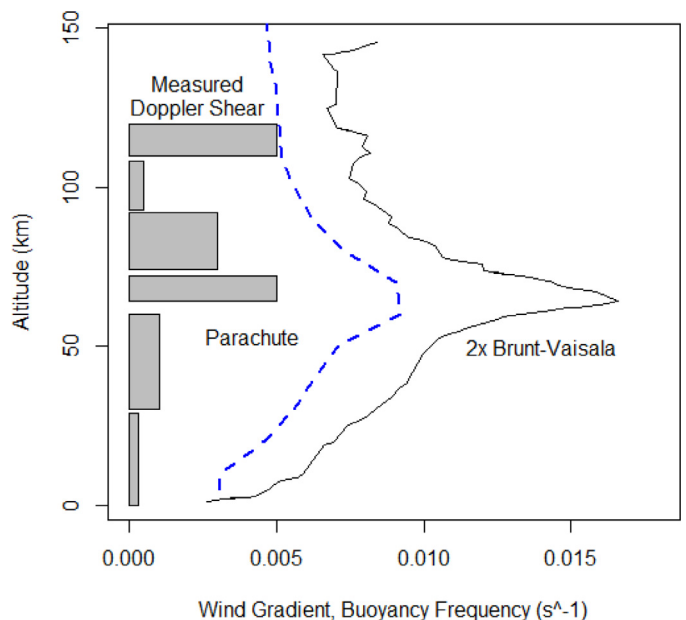 150
100
50
0
Altitude (km)
Measured
Doppler Shear
Parachute
2x Brunt-Vaisala
0.000 0.005 0.010 0.015
Wind Gradient, Buoyancy Frequency (s^-1)